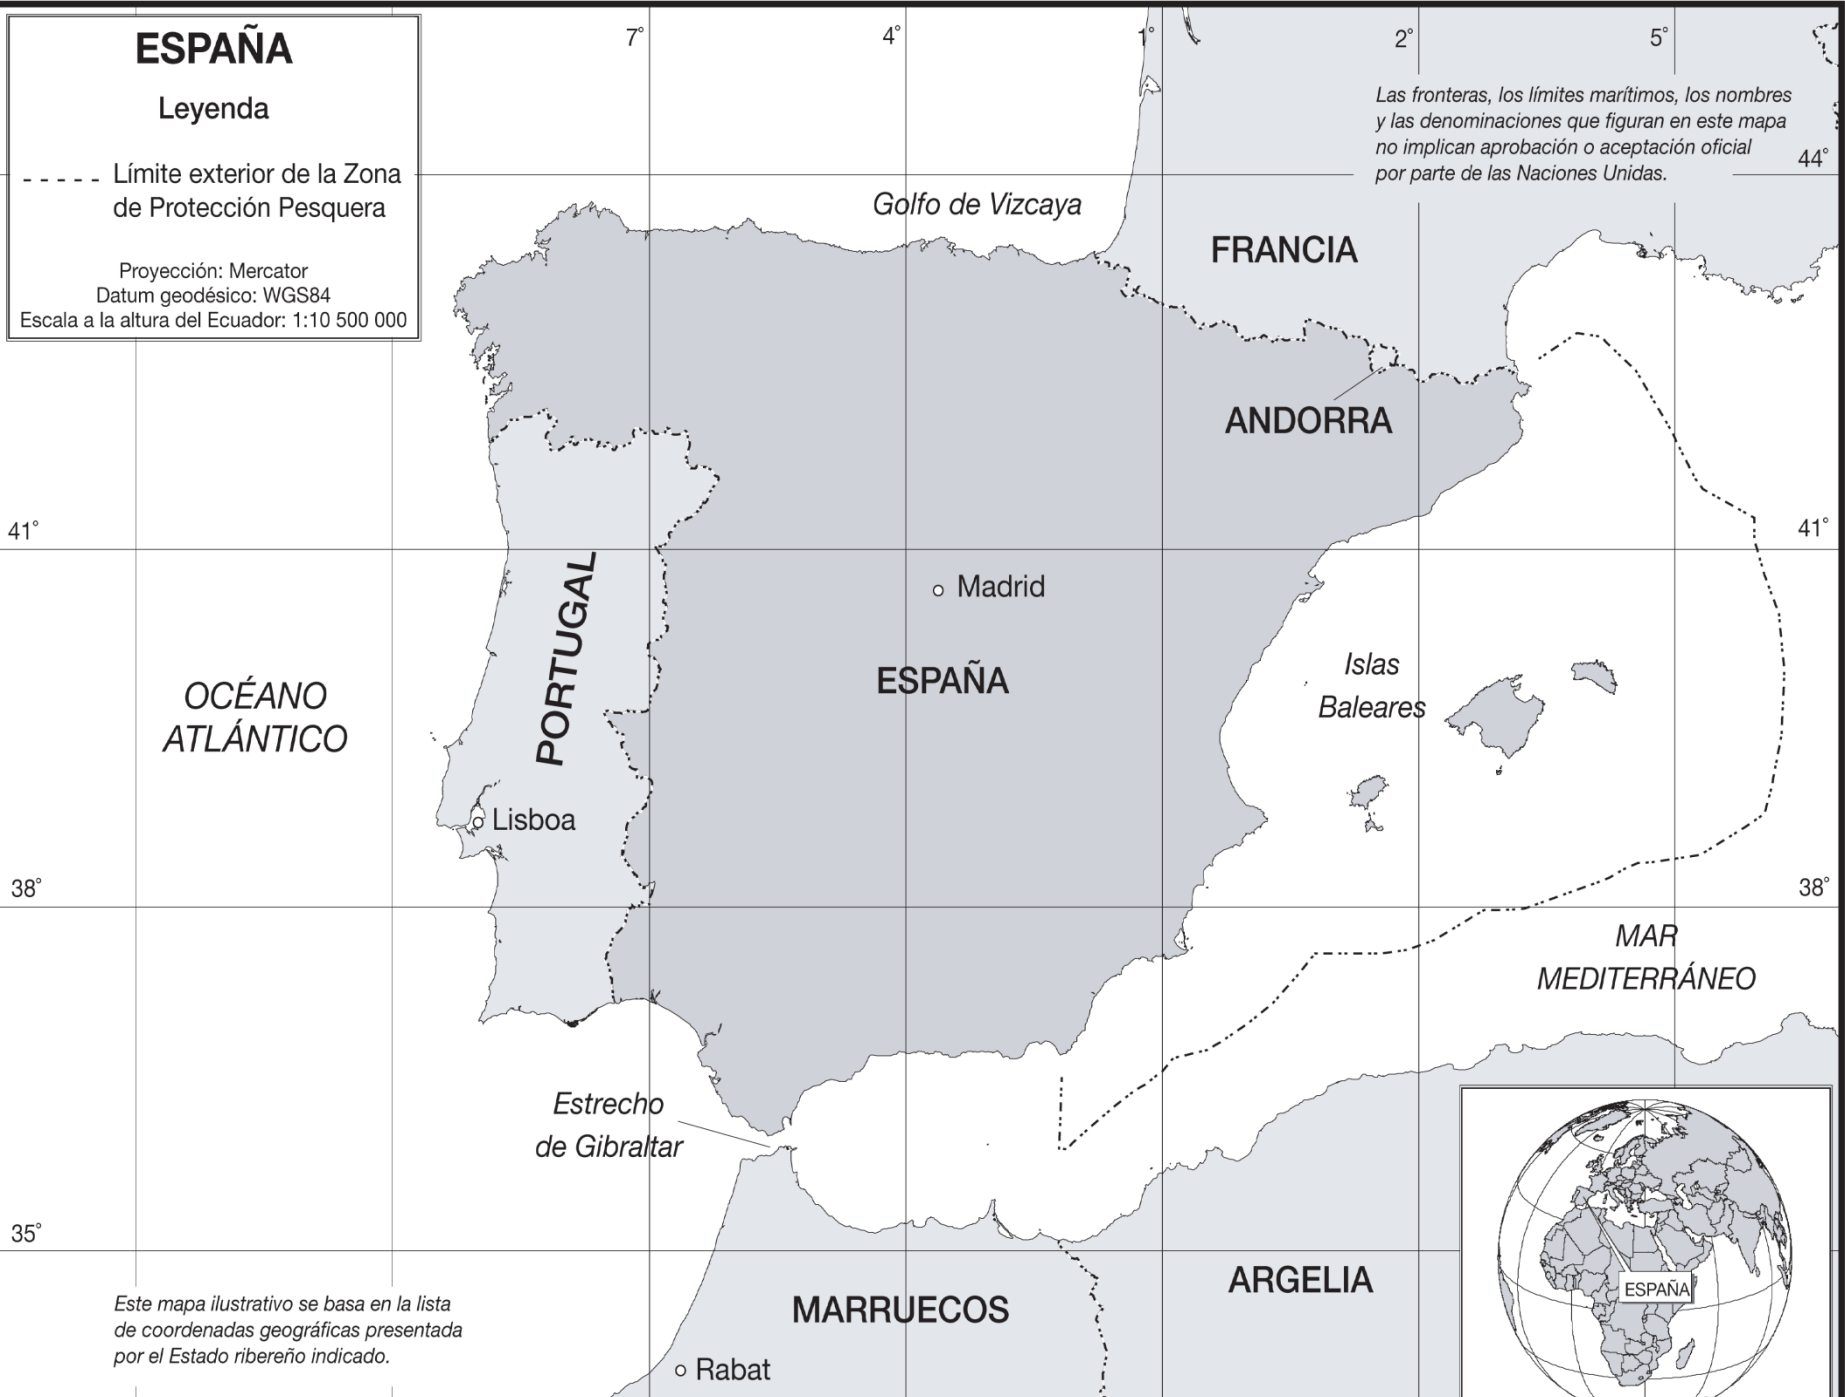 ESPAÑA
Leyenda
Límite exterior de la Zona
de Protección Pesquera
Proyección: Mercator
Datum geodésico: WGS84
Escala a la altura del Ecuador: 1:10 500 000
7°
4°
1°
2°
5°
Las fronteras, los límites marítimos, los nombres
y las denominaciones que figuran en este mapa
no implican aprobación o aceptación oficial
por parte de las Naciones Unidas.
44°
Golfo de Vizcaya
FRANCIA
ANDORRA
41°
41°
Madrid
PORTUGAL
ESPAÑA
Islas
Baleares
OCÉANO
ATLÁNTICO
Lisboa
38°
38°
MAR
MEDITERRÁNEO
Estrecho
de Gibraltar
35°
ARGELIA
MARRUECOS
ESPAÑA
Este mapa ilustrativo se basa en la lista
de coordenadas geográficas presentada
por el Estado ribereño indicado.
Rabat